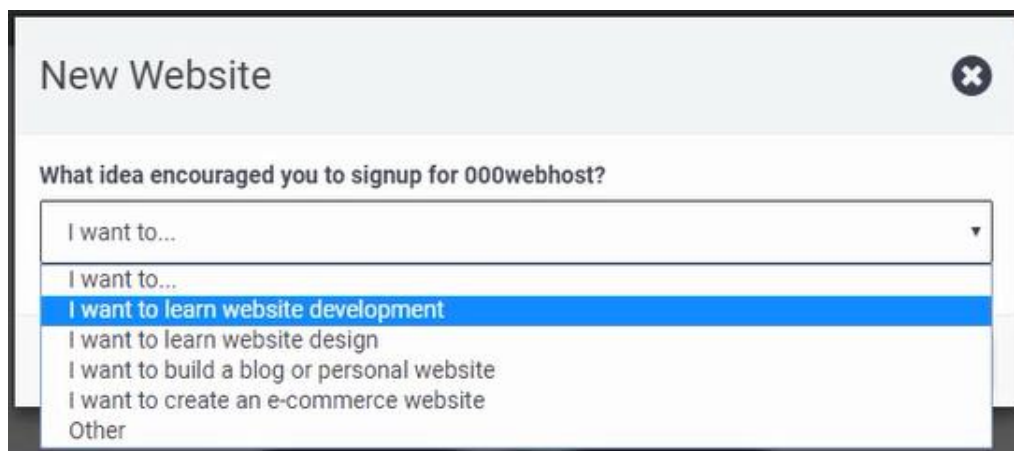 New Website
What idea encouraged you to signup for 000webhost?
I want to...
I want to...
I want to learn website development
I want to learn website design
I want to build a blog or personal website
I want to create an e-commerce website
Other